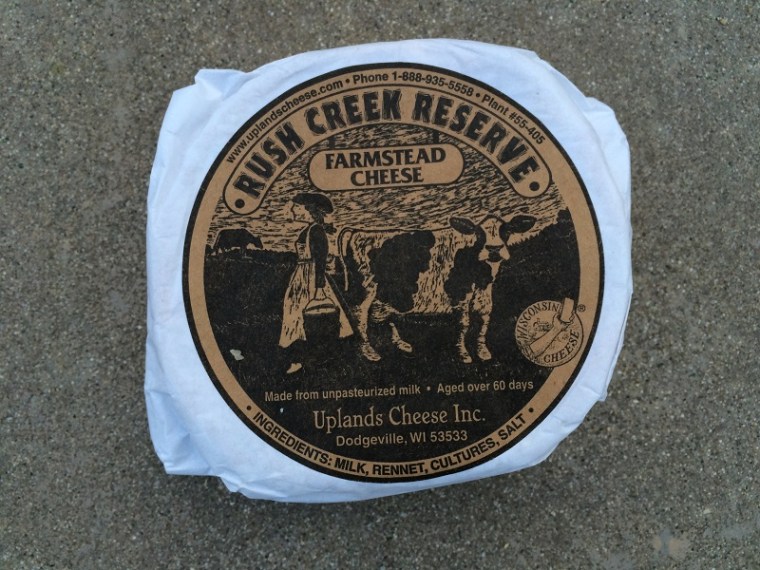 www.uplandscheese.com • Phone 1-888-935-5558 • Plant #55-405
• RUSH CREEK RESERVE •
FARMSTEAD
CHEESE
WISCONSIN
CHEESE
®
Made from unpasteurized milk • Aged over 60 days
Uplands Cheese Inc.
Dodgeville, WI 53533
• INGREDIENTS: MILK, RENNET, CULTURES, SALT •